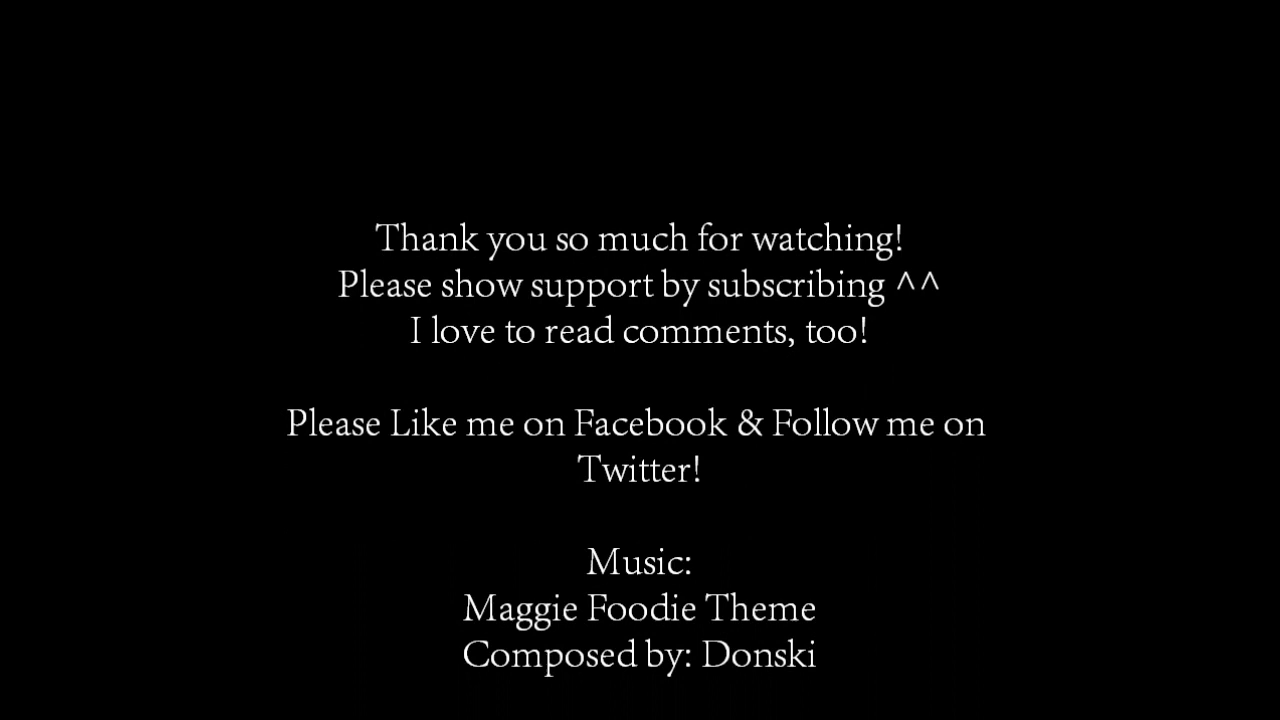 Thank you so much for watching!
Please show support by subscribing ^^
I love to read comments, too!
Please Like me on Facebook & Follow me on
Twitter!
Music:
Maggie Foodie Theme
Composed by: Donski